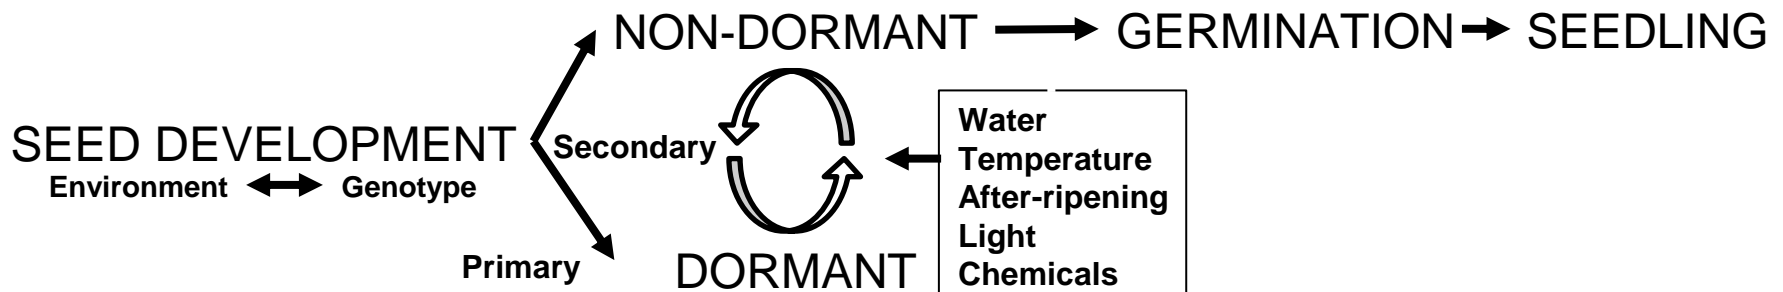 NON-DORMANT GERMINATION SEEDLING
SEED DEVELOPMENT
Environment Genotype
Secondary
Primary
DORMANT
Water
Temperature
After-ripening
Light
Chemicals